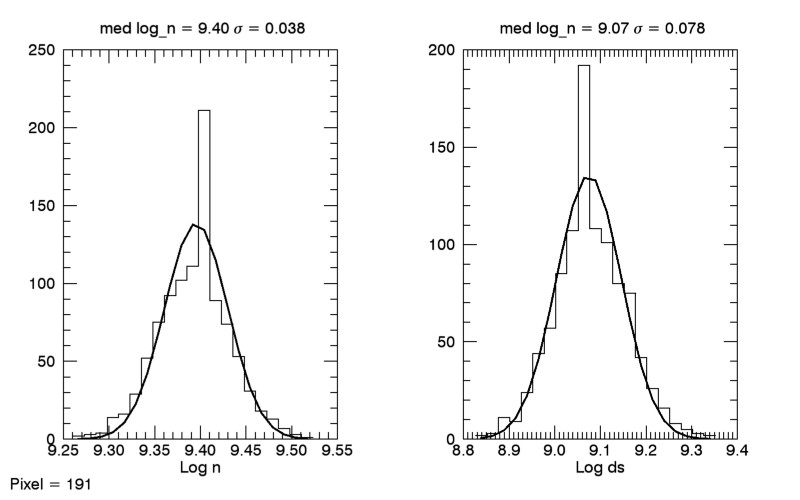 med log_n = 9.40 σ = 0.038
med log_n = 9.07 σ = 0.078
250
200
150
100
50
0
9.25 9.30 9.35 9.40 9.45 9.50 9.55
Log n
200
150
100
50
0
8.8 8.9 9.0 9.1 9.2 9.3 9.4
Log ds
Pixel = 191